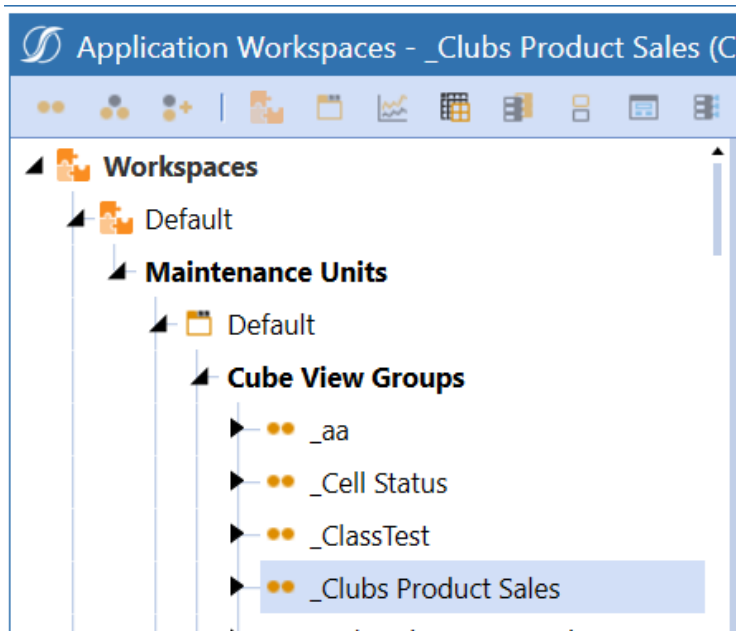 Application Workspaces - _Clubs Product Sales (C
Workspaces
Default
Maintenance Units
Default
Cube View Groups
_aa
_Cell Status
_ClassTest
_Clubs Product Sales